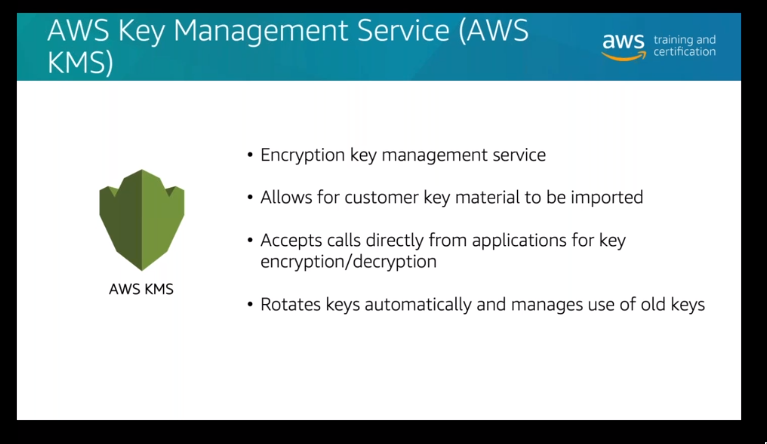 AWS Key Management Service (AWS
KMS)
aws training and
certification
• Encryption key management service
• Allows for customer key material to be imported
• Accepts calls directly from applications for key
encryption/decryption
• Rotates keys automatically and manages use of old keys
AWS KMS